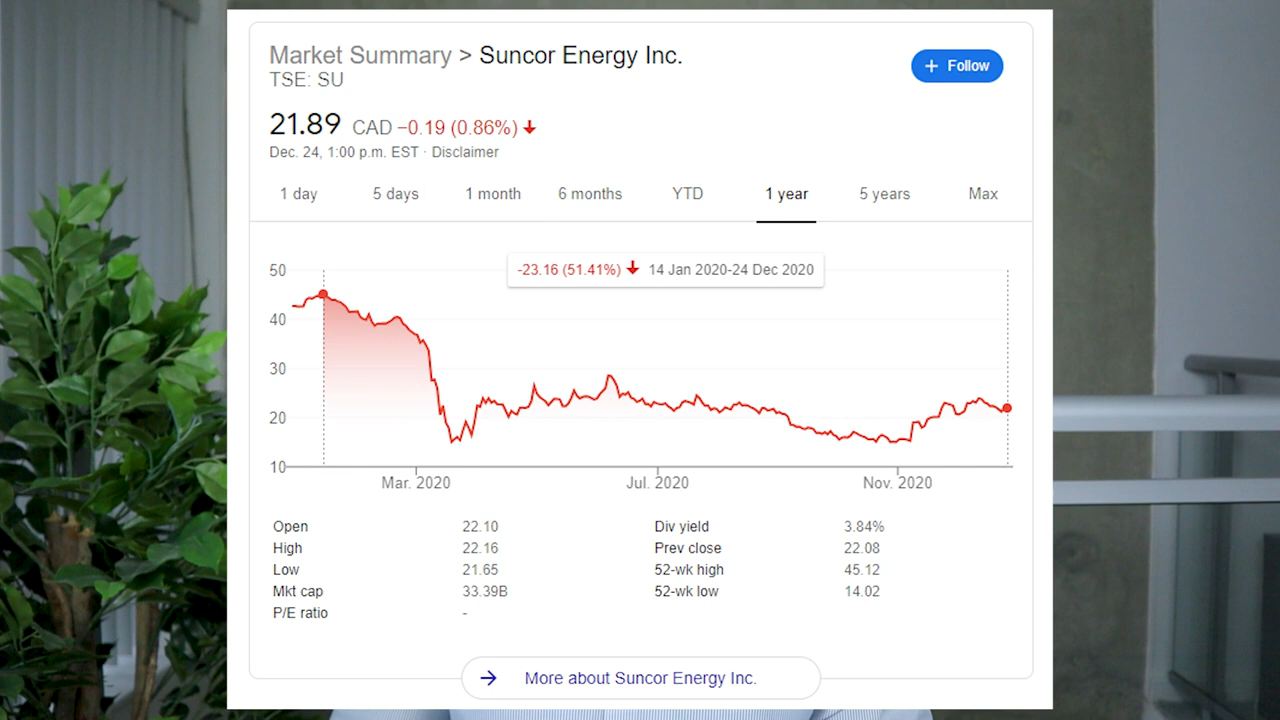 Market Summary > Suncor Energy Inc.
TSE: SU
+ Follow
21.89 CAD −0.19 (0.86%)
Dec. 24, 1:00 p.m. EST · Disclaimer
1 day 5 days 1 month 6 months YTD 1 year 5 years Max
-23.16 (51.41%) 14 Jan 2020-24 Dec 2020
50
40
30
20
10
Mar. 2020 Jul. 2020 Nov. 2020
Open 22.10 Div yield 3.84%
High 22.16 Prev close 22.08
Low 21.65 52-wk high 45.12
Mkt cap 33.39B 52-wk low 14.02
P/E ratio -
More about Suncor Energy Inc.